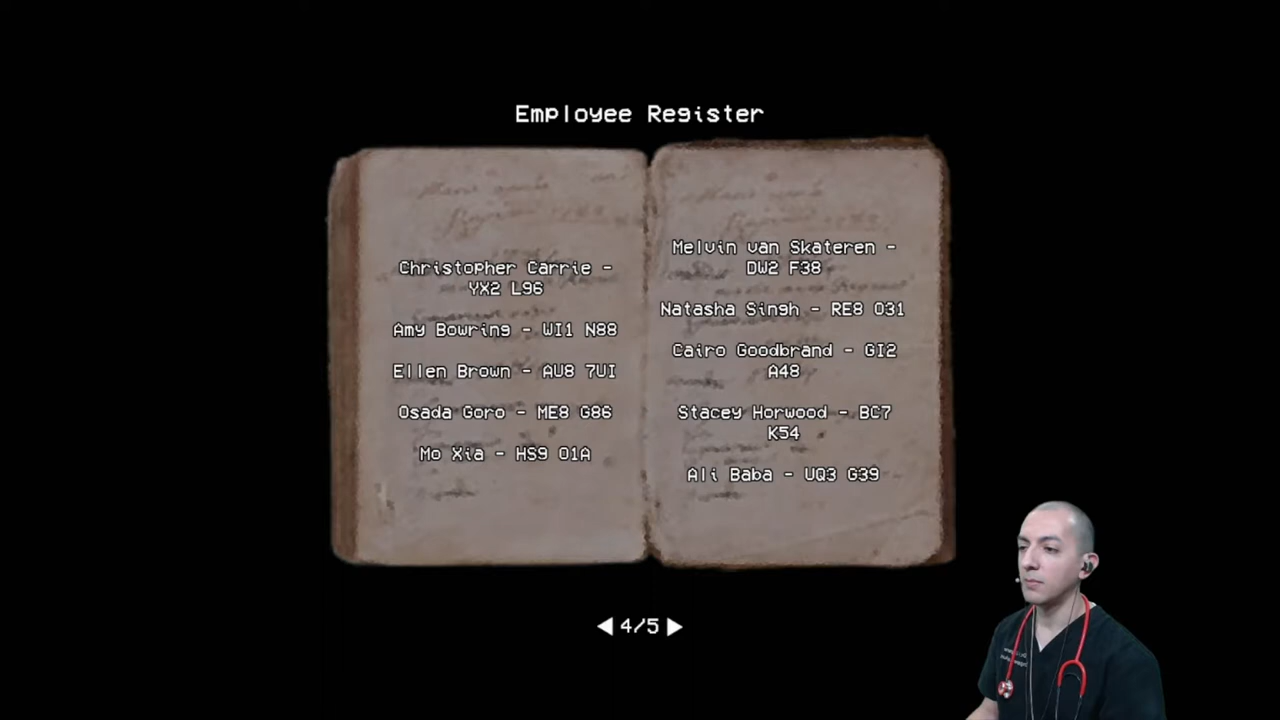 Employee Register
Christopher Carrie -
YX2 L96
Amy Bowring - WI1 N88
Ellen Brown - AU8 7UI
Osada Goro - ME8 G86
Mo Xia - HS9 O1A
Melvin van Skateren -
DW2 F38
Natasha Singh - RE8 O31
Cairo Goodbrand - GI2
A48
Stacey Horwood - BC7
K54
Ali Baba - UQ3 G39
4/5